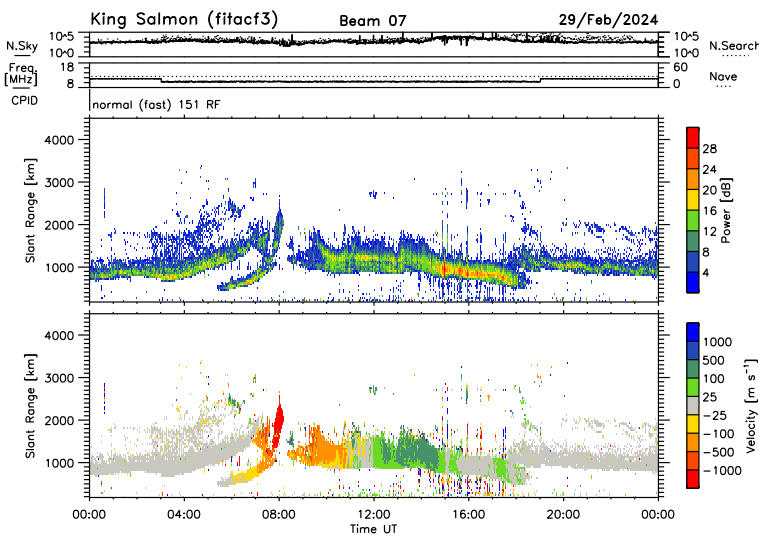 King Salmon (fitacf3) Beam 07 29/Feb/2024
N.Sky 10^5 10^0 10^5 10^0 N.Search
Freq. [MHz] 18 8 60 30 0 Nave
CPID normal (fast) 151 RF
Slant Range [km] 4000 3000 2000 1000
Power [dB] 28 24 20 16 12 8 4
Slant Range [km] 4000 3000 2000 1000
Velocity [m s⁻¹] 1000 500 100 25 −25 −100 −500 −1000
00:00 04:00 08:00 12:00 16:00 20:00 00:00
Time UT